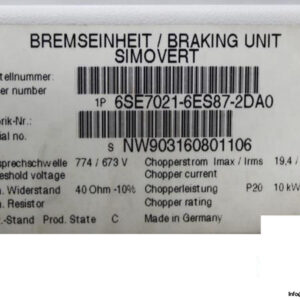 BREMSEINHEIT / BRAKING UNIT
SIMOVERT
tellnummer:
er number 1P 6SE7021-6ES87-2DA0
rik-Nr.:
ial no. S NW903160801106
sprechschwelle 774 / 673 V Chopperstrom Imax / Irms 19,4 /
eshold voltage Chopper current
n. Widerstand 40 Ohm -10% Chopperleistung P20 10 kW
n. Resistor Chopper rating
.-Stand Prod. State C Made in Germany